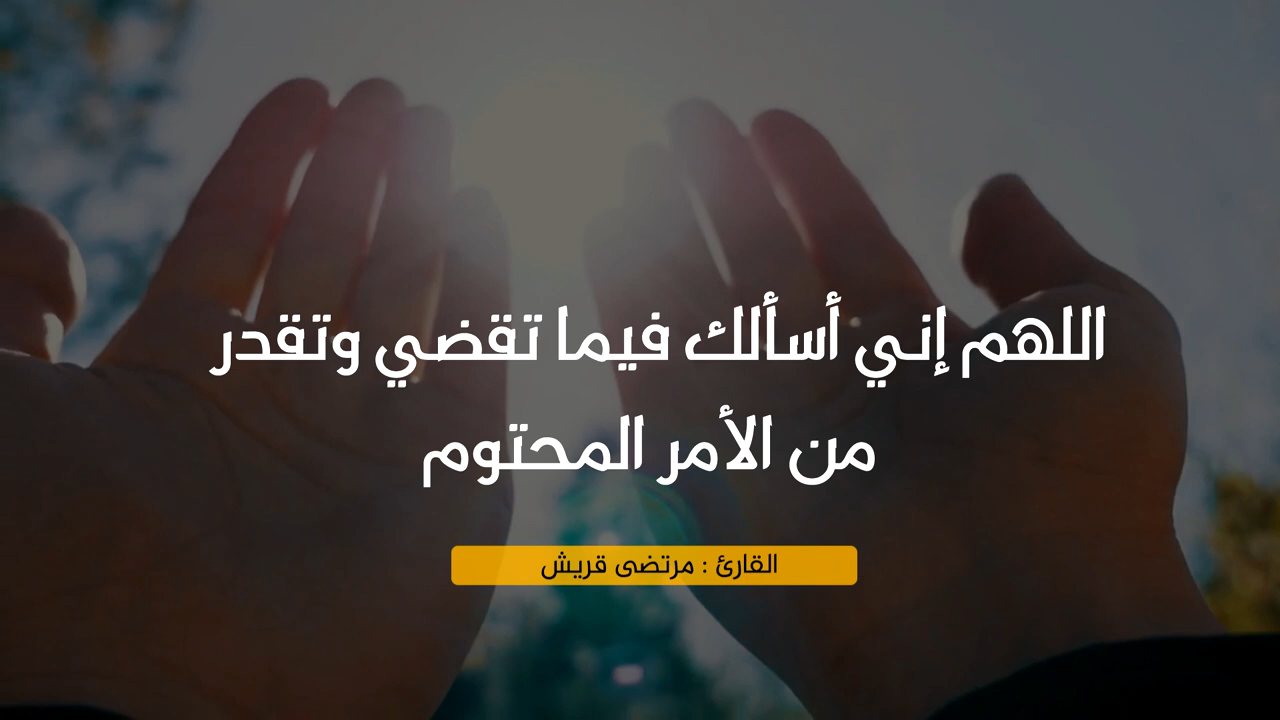 اللهم إني أسألك فيما تقضي وتقدر
من الأمر المحتوم
القارئ : مرتضى قريش